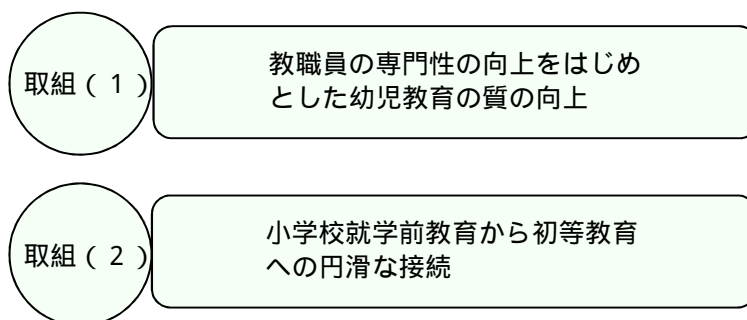 取組(1)
教職員の専門性の向上をはじめ
とした幼児教育の質の向上
取組(2)
小学校就学前教育から初等教育
への円滑な接続